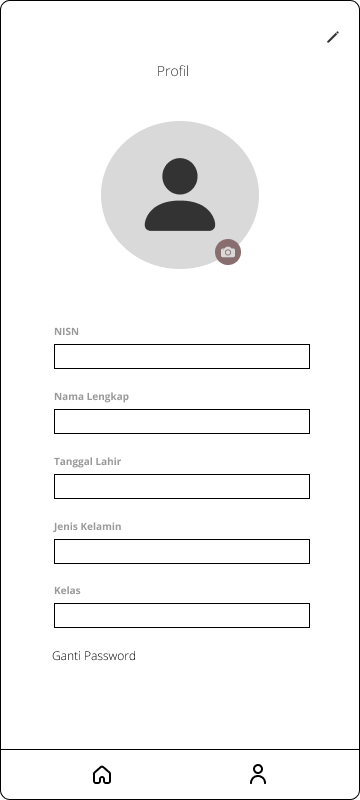 Profil
NISN
Nama Lengkap
Tanggal Lahir
Jenis Kelamin
Kelas
Ganti Password